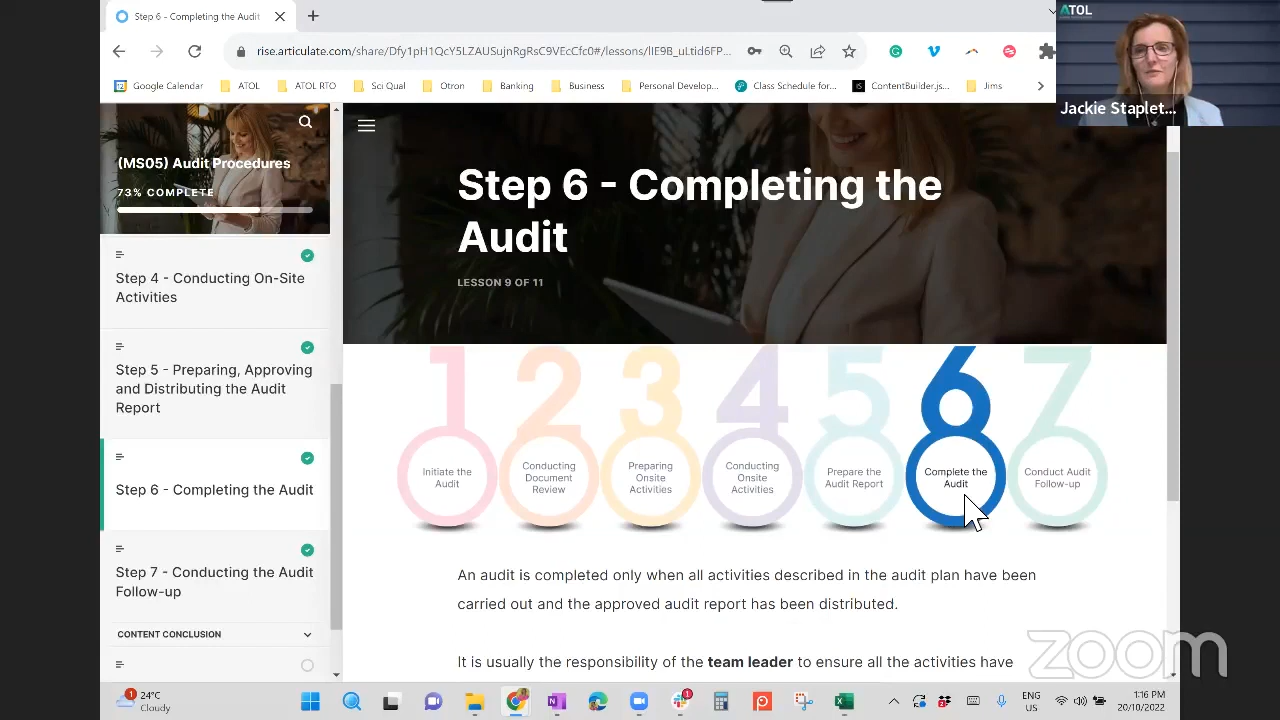 Step 6 - Completing the Audit
rise.articulate.com/share/Dfy1pH1QcY5LZAUSujnRgRsC9VEcCfc0#/lessons/lIE9B_uLtid6FP...
Google Calendar
ATOL
ATOL RTO
Sci Qual
Otron
Banking
Business
Personal Develop...
Class Schedule for...
ContentBuilder.js...
Jims
ATOL
Jackie Staplet...
(MS05) Audit Procedures
73% COMPLETE
Step 4 - Conducting On-Site
Activities
Step 5 - Preparing, Approving
and Distributing the Audit
Report
Step 6 - Completing the Audit
Step 7 - Conducting the Audit
Follow-up
CONTENT CONCLUSION
Step 6 - Completing the
Audit
LESSON 9 OF 11
1 2 3 4 5 6 7
Initiate the
Audit
Conducting
Document
Review
Preparing
Onsite
Activities
Conducting
Onsite
Activities
Prepare the
Audit Report
Complete the
Audit
Conduct Audit
Follow-up
An audit is completed only when all activities described in the audit plan have been
carried out and the approved audit report has been distributed.
It is usually the responsibility of the team leader to ensure all the activities have
zoom
1
24°C
Cloudy
1
ENG
US
1:16 PM
20/10/2022